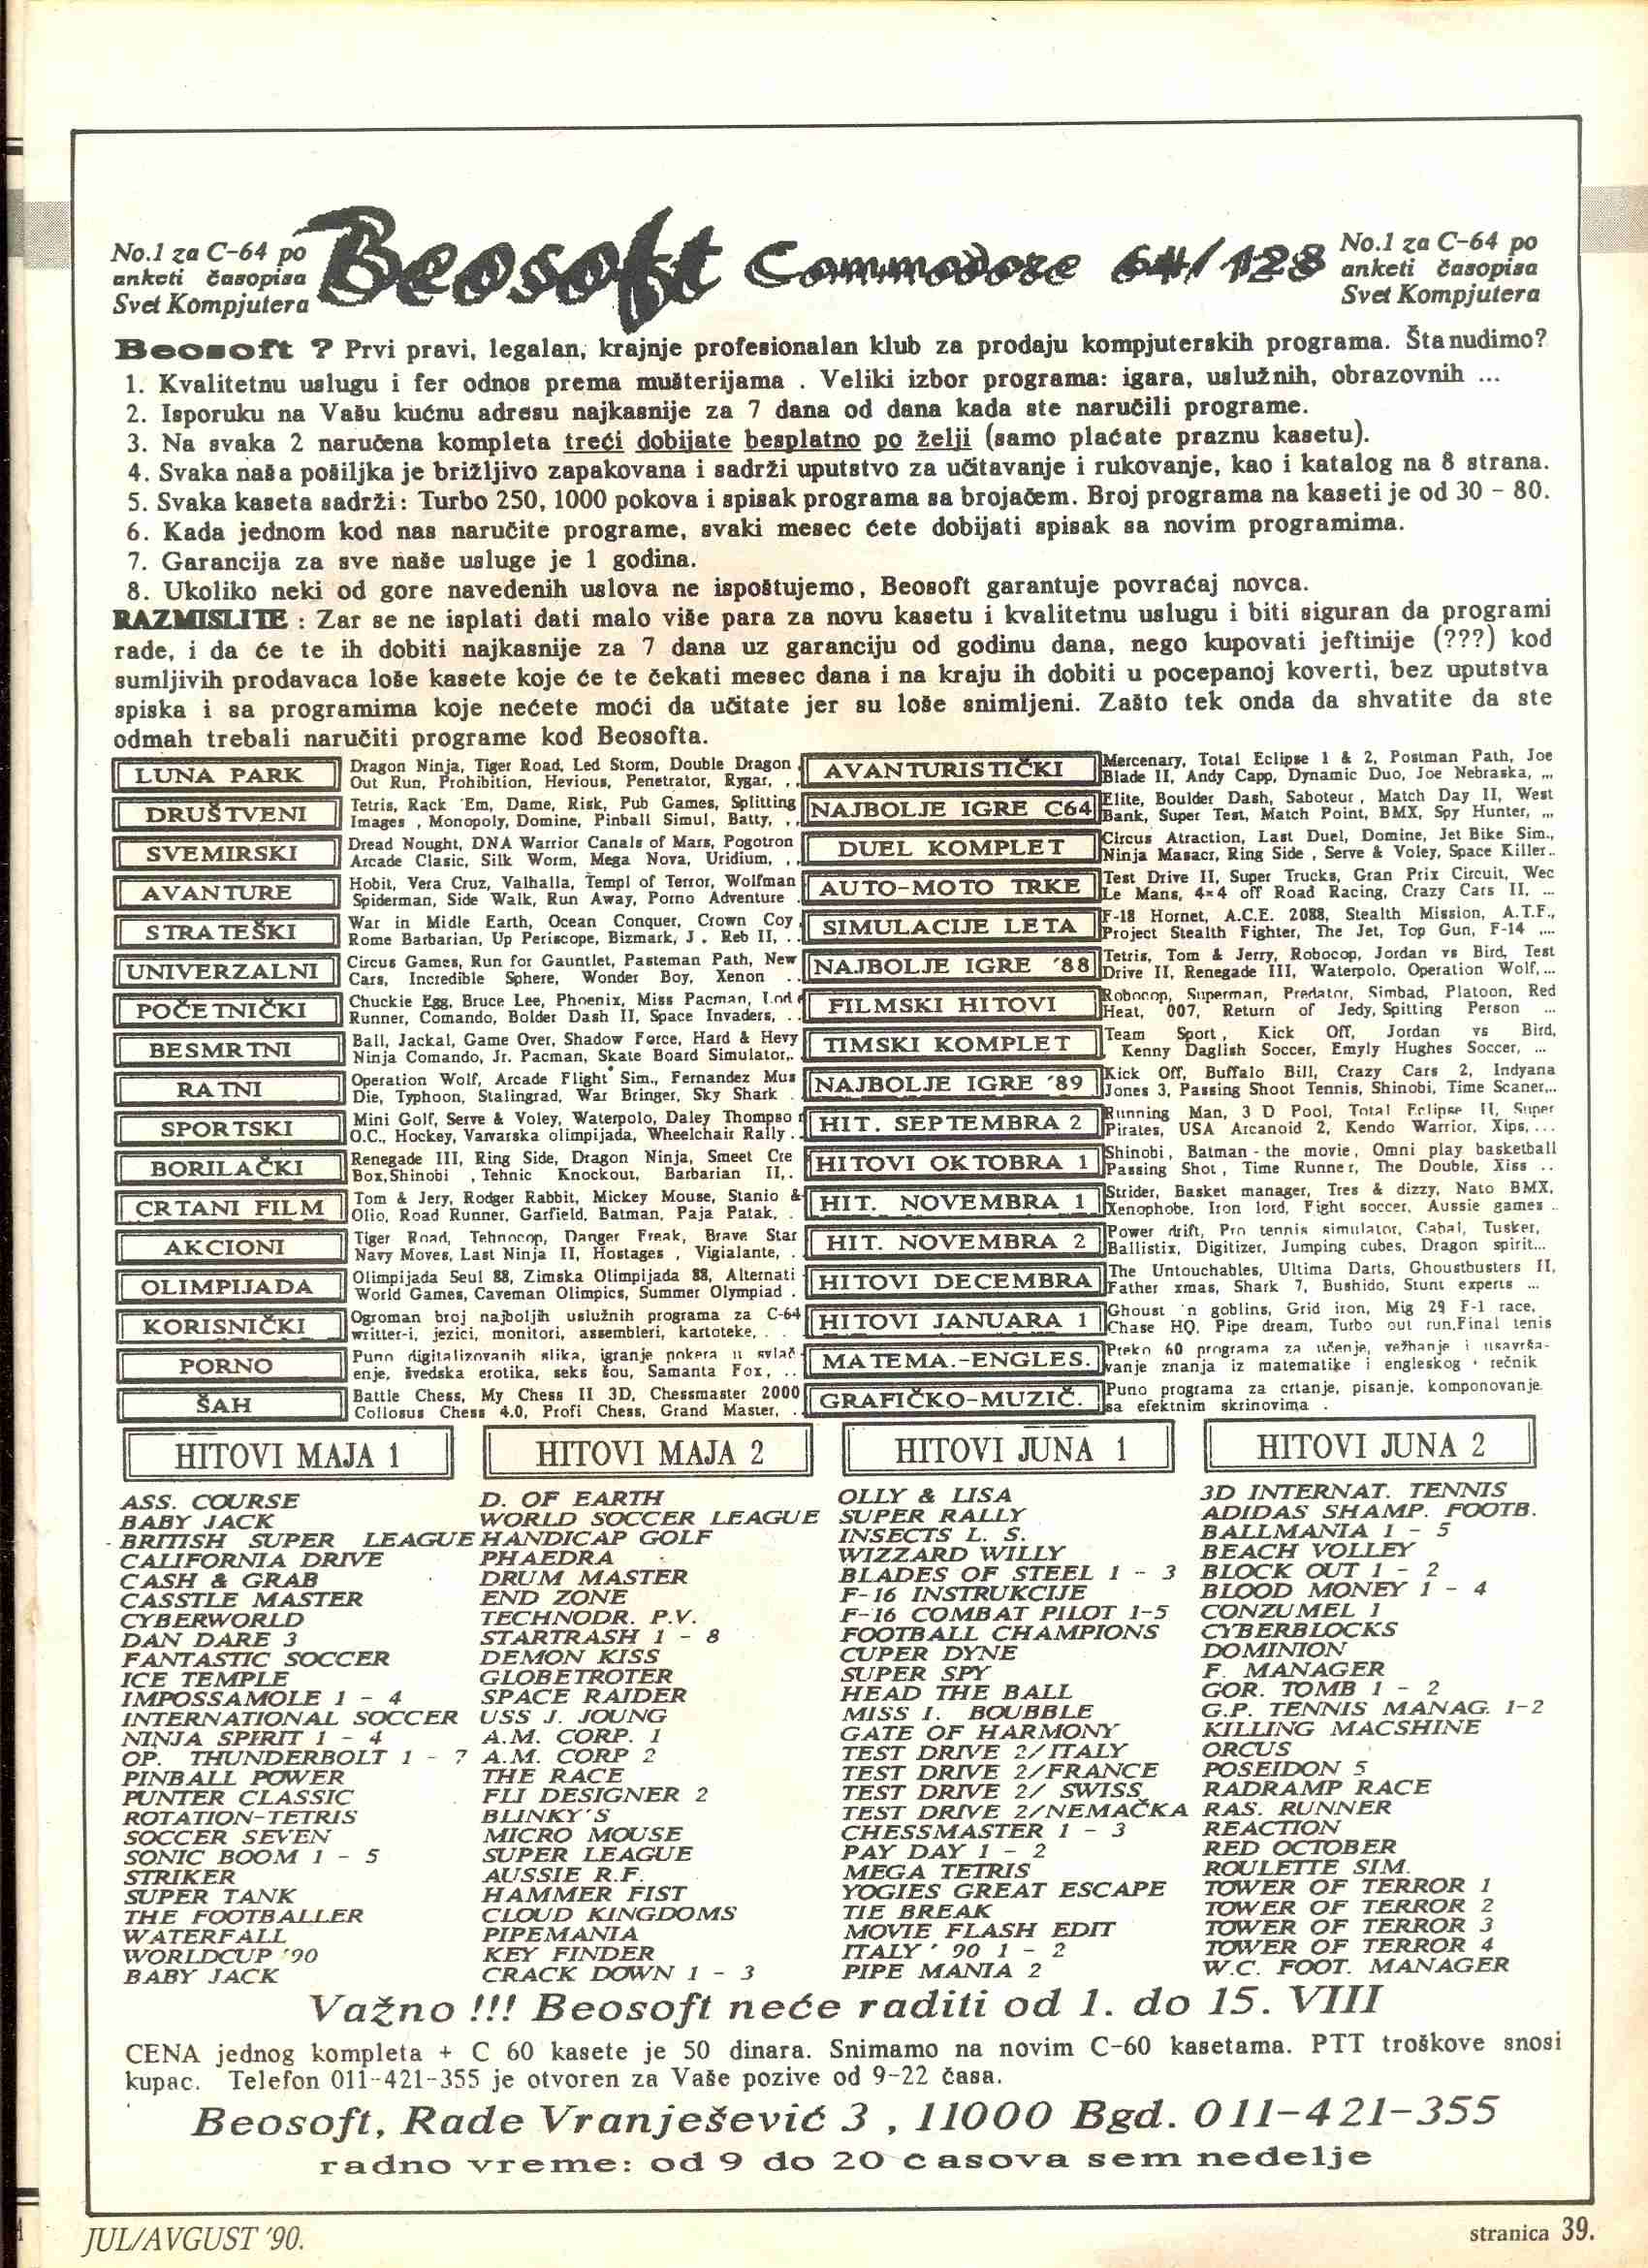 No.1 za C-64 po
anketi časopisa
Svet Kompjutera
Beosoft Commodore 64/128
No.1 za C-64 po
anketi časopisa
Svet Kompjutera
Beosoft ? Prvi pravi, legalan, krajnje profesionalan klub za prodaju kompjuterskih programa. Šta nudimo?
1. Kvalitetnu uslugu i fer odnos prema mušterijama . Veliki izbor programa: igara, uslužnih, obrazovnih ...
2. Isporuku na Vašu kućnu adresu najkasnije za 7 dana od dana kada ste naručili programe.
3. Na svaka 2 naručena kompleta treći dobijate besplatno po želji (samo plaćate praznu kasetu).
4. Svaka naša pošiljka je brižljivo zapakovana i sadrži uputstvo za učitavanje i rukovanje, kao i katalog na 8 strana.
5. Svaka kaseta sadrži: Turbo 250, 1000 pokova i spisak programa sa brojačem. Broj programa na kaseti je od 30 - 80.
6. Kada jednom kod nas naručite programe, svaki mesec ćete dobijati spisak sa novim programima.
7. Garancija za sve naše usluge je 1 godina.
8. Ukoliko neki od gore navedenih uslova ne ispoštujemo, Beosoft garantuje povraćaj novca.
RAZMISLITE : Zar se ne isplati dati malo više para za novu kasetu i kvalitetnu uslugu i biti siguran da programi
rade, i da će te ih dobiti najkasnije za 7 dana uz garanciju od godinu dana, nego kupovati jeftinije (???) kod
sumljivih prodavaca loše kasete koje će te čekati mesec dana i na kraju ih dobiti u pocepanoj koverti, bez uputstva
spiska i sa programima koje nećete moći da učitate jer su loše snimljeni. Zašto tek onda da shvatite da ste
odmah trebali naručiti programe kod Beosofta.
LUNA PARK
Dragon Ninja, Tiger Road, Led Storm, Double Dragon
Out Run, Prohibition, Hevious, Penetrator, Rygar, , ,
DRUŠTVENI
Tetris, Rack 'Em, Dame, Risk, Pub Games, Splitting
Images , Monopoly, Domine, Pinball Simul, Batty, , ,
SVEMIRSKI
Dread Nought, DNA Warrior Canals of Mars, Pogotron
Arcade Clasic, Silk Worm, Mega Nova, Uridium, , ,
AVANTURE
Hobit, Vera Cruz, Valhalla, Templ of Terror, Wolfman
Spiderman, Side Walk, Run Away, Porno Adventure .
STRATEŠKI
War in Midle Earth, Ocean Conquer, Crown Coy
Rome Barbarian, Up Periscope, Bizmark, J . Reb II, . .
UNIVERZALNI
Circus Games, Run for Gauntlet, Pasteman Path, New
Cars, Incredible Sphere, Wonder Boy, Xenon . .
POČETNIČKI
Chuckie Egg, Bruce Lee, Phoenix, Miss Pacman, Lod
Runner, Comando, Bolder Dash II, Space Invaders, . .
BESMRTNI
Ball, Jackal, Game Over, Shadow Force, Hard & Hevy
Ninja Comando, Jr. Pacman, Skate Board Simulator,.
RATNI
Operation Wolf, Arcade Flight Sim., Fernandez Mus
Die, Typhoon, Stalingrad, War Bringer, Sky Shark .
SPORTSKI
Mini Golf, Serve & Voley, Waterpolo, Daley Thompso
O.C., Hockey, Varvarska olimpijada, Wheelchair Rally . .
BORILAČKI
Renegade III, Ring Side, Dragon Ninja, Smeet Cre
Box,Shinobi , Tehnic Knockout, Barbarian II,.
CRTANI FILM
Tom & Jery, Rodger Rabbit, Mickey Mouse, Stanio &
Olio, Road Runner, Garfield, Batman, Paja Patak, .
AKCIONI
Tiger Road, Tehnocop, Danger Freak, Brave Star
Navy Moves, Last Ninja II, Hostages , Vigialante, .
OLIMPIJADA
Olimpijada Seul 88, Zimska Olimpijada 88, Alternati
World Games, Caveman Olimpics, Summer Olympiad .
KORISNIČKI
Ogroman broj najboljih uslužnih programa za C-64
writter-i, jezici, monitori, assembleri, kartoteke, . .
PORNO
Puno digitalizovanih slika, igranje pokera u svlač-
enje, švedska erotika, seks šou, Samanta Fox, ..
ŠAH
Battle Chess, My Chess II 3D, Chessmaster 2000
Collosus Chess 4.0, Profi Chess, Grand Master, . .
AVANTURISTIČKI
Mercenary, Total Eclipse 1 & 2, Postman Path, Joe
Blade II, Andy Capp, Dynamic Duo, Joe Nebraska, ...
NAJBOLJE IGRE C64
Elite, Boulder Dash, Saboteur , Match Day II, West
Bank, Super Test, Match Point, BMX, Spy Hunter, ...
DUEL KOMPLET
Circus Atraction, Last Duel, Domine, Jet Bike Sim.,
Ninja Masacr, Ring Side , Serve & Voley, Space Killer..
AUTO-MOTO TRKE
Test Drive II, Super Trucks, Gran Prix Circuit, Wec
Le Mans, 4×4 off Road Racing, Crazy Cars II, ...
SIMULACIJE LETA
F-18 Hornet, A.C.E. 2088, Stealth Mission, A.T.F.,
Project Stealth Fighter, The Jet, Top Gun, F-14 ,...
NAJBOLJE IGRE '88
Tetris, Tom & Jerry, Robocop, Jordan vs Bird, Test
Drive II, Renegade III, Waterpolo, Operation Wolf,...
FILMSKI HITOVI
Robocop, Superman, Predator, Simbad, Platoon, Red
Heat, 007, Return of Jedy, Spitting Person ...
TIMSKI KOMPLET
Team Sport , Kick Off, Jordan vs Bird,
Kenny Daglish Soccer, Emyly Hughes Soccer, ...
NAJBOLJE IGRE '89
Kick Off, Buffalo Bill, Crazy Cars 2, Indyana
Jones 3, Passing Shoot Tennis, Shinobi, Time Scaner,..
HIT. SEPTEMBRA 2
Running Man, 3 D Pool, Total Eclipse II, Super
Pirates, USA Arcanoid 2, Kendo Warrior, Xips, ...
HITOVI OKTOBRA 1
Shinobi, Batman - the movie, Omni play basketball
Passing Shot , Time Runner, The Double, Xiss ..
HIT. NOVEMBRA 1
Strider, Basket manager, Tres & dizzy, Nato BMX,
Xenophobe, Iron lord, Fight soccer, Aussie games ..
HIT. NOVEMBRA 2
Power drift, Pro tennis simulator, Cabal, Tusker,
Ballistix, Digitizer, Jumping cubes, Dragon spirit...
HITOVI DECEMBRA
The Untouchables, Ultima Darts, Ghoustbusters II,
Father xmas, Shark 7, Bushido, Stunt experts ...
HITOVI JANUARA 1
Ghoust 'n goblins, Grid iron, Mig 29 F-1 race,
Chase HQ, Pipe dream, Turbo out run,Final tenis
MATEMA.-ENGLES.
Preko 60 programa za učenje, vežbanje i usavrša-
vanje znanja iz matematike i engleskog + rečnik
GRAFIČKO-MUZIČ.
Puno programa za crtanje, pisanje, komponovanje
sa efektnim skrinovima .
HITOVI MAJA 1
ASS. COURSE
BABY JACK
BRITISH SUPER LEAGUE
CALIFORNIA DRIVE
CASH & GRAB
CASSTLE MASTER
CYBERWORLD
DAN DARE 3
FANTASTIC SOCCER
ICE TEMPLE
IMPOSSAMOLE 1 - 4
INTERNATIONAL SOCCER
NINJA SPIRIT 1 - 4
OP. THUNDERBOLT 1 - 7
PINBALL POWER
PUNTER CLASSIC
ROTATION-TETRIS
SOCCER SEVEN
SONIC BOOM 1 - 5
STRIKER
SUPER TANK
THE FOOTBALLER
WATERFALL
WORLDCUP '90
BABY JACK
HITOVI MAJA 2
D. OF EARTH
WORLD SOCCER LEAGUE
HANDICAP GOLF
PHAEDRA
DRUM MASTER
END ZONE
TECHNODR. P.V.
STARTRASH 1 - 8
DEMON KISS
GLOBETROTER
SPACE RAIDER
USS J. JOUNG
A.M. CORP. 1
A.M. CORP 2
THE RACE
FLI DESIGNER 2
BLINKY'S
MICRO MOUSE
SUPER LEAGUE
AUSSIE R.F.
HAMMER FIST
CLOUD KINGDOMS
PIPEMANIA
KEY FINDER
CRACK DOWN 1 - 3
HITOVI JUNA 1
OLLY & LISA
SUPER RALLY
INSECTS L. S.
WIZZARD WILLY
BLADES OF STEEL 1 - 3
F-16 INSTRUKCIJE
F-16 COMBAT PILOT 1-5
FOOTBALL CHAMPIONS
CUPER DYNE
SUPER SPY
HEAD THE BALL
MISS I. BOUBBLE
GATE OF HARMONY
TEST DRIVE 2/ITALY
TEST DRIVE 2/FRANCE
TEST DRIVE 2/ SWISS
TEST DRIVE 2/NEMAČKA
CHESSMASTER 1 - 3
PAY DAY 1 - 2
MEGA TETRIS
YOGIES GREAT ESCAPE
TIE BREAK
MOVIE FLASH EDIT
ITALY ' 90 1 - 2
PIPE MANIA 2
HITOVI JUNA 2
3D INTERNAT. TENNIS
ADIDAS SHAMP. FOOTB.
BALLMANIA 1 - 5
BEACH VOLLEY
BLOCK OUT 1 - 2
BLOOD MONEY 1 - 4
CONZUMEL 1
CYBERBLOCKS
DOMINION
F. MANAGER
GOR. TOMB 1 - 2
G.P. TENNIS MANAG. 1-2
KILLING MACSHINE
ORCUS
POSEIDON 5
RADRAMP RACE
RAS. RUNNER
REACTION
RED OCTOBER
ROULETTE SIM.
TOWER OF TERROR 1
TOWER OF TERROR 2
TOWER OF TERROR 3
TOWER OF TERROR 4
W.C. FOOT. MANAGER
Važno !!! Beosoft neće raditi od 1. do 15. VIII
CENA jednog kompleta + C 60 kasete je 50 dinara. Snimamo na novim C-60 kasetama. PTT troškove snosi
kupac. Telefon 011-421-355 je otvoren za Vaše pozive od 9-22 časa.
Beosoft, Rade Vranješević 3 , 11000 Bgd. 011-421-355
radno vreme: od 9 do 20 časova sem nedelje
JUL/AVGUST '90.
stranica 39.